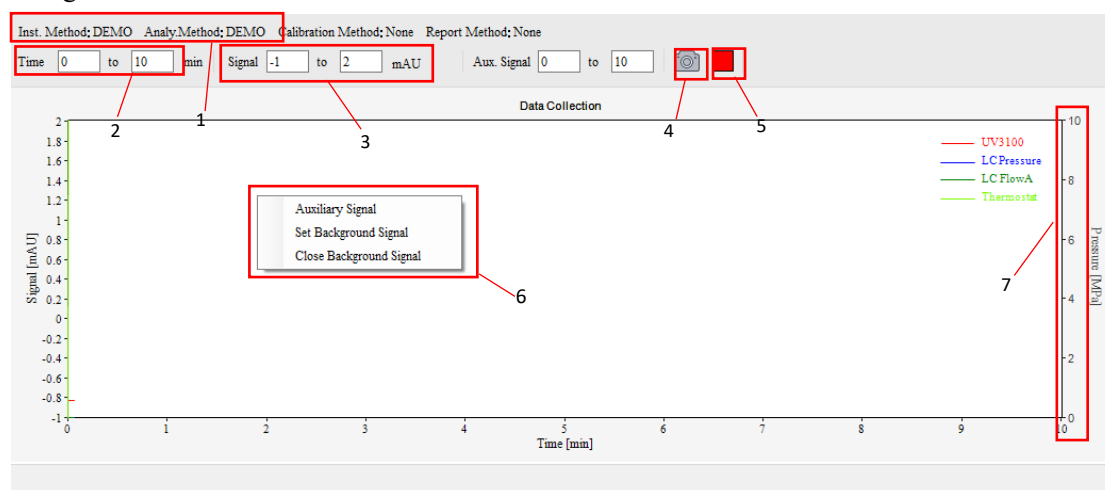 Inst. Method: DEMO Analy.Method: DEMO Calibration Method: None Report Method: None
Time 0 to 10 min Signal -1 to 2 mAU Aux. Signal 0 to 10
Data Collection
1
2
3
4
5
2
1.8
1.6
1.4
1.2
1
0.8
0.6
0.4
0.2
0
-0.2
-0.4
-0.6
-0.8
-1
Signal [mAU]
UV3100
LC Pressure
LC FlowA
Thermostat
Auxiliary Signal
Set Background Signal
Close Background Signal
6
7
10
8
6
4
2
0
Pressure [MPa]
0 1 2 3 4 5 6 7 8 9 10
Time [min]